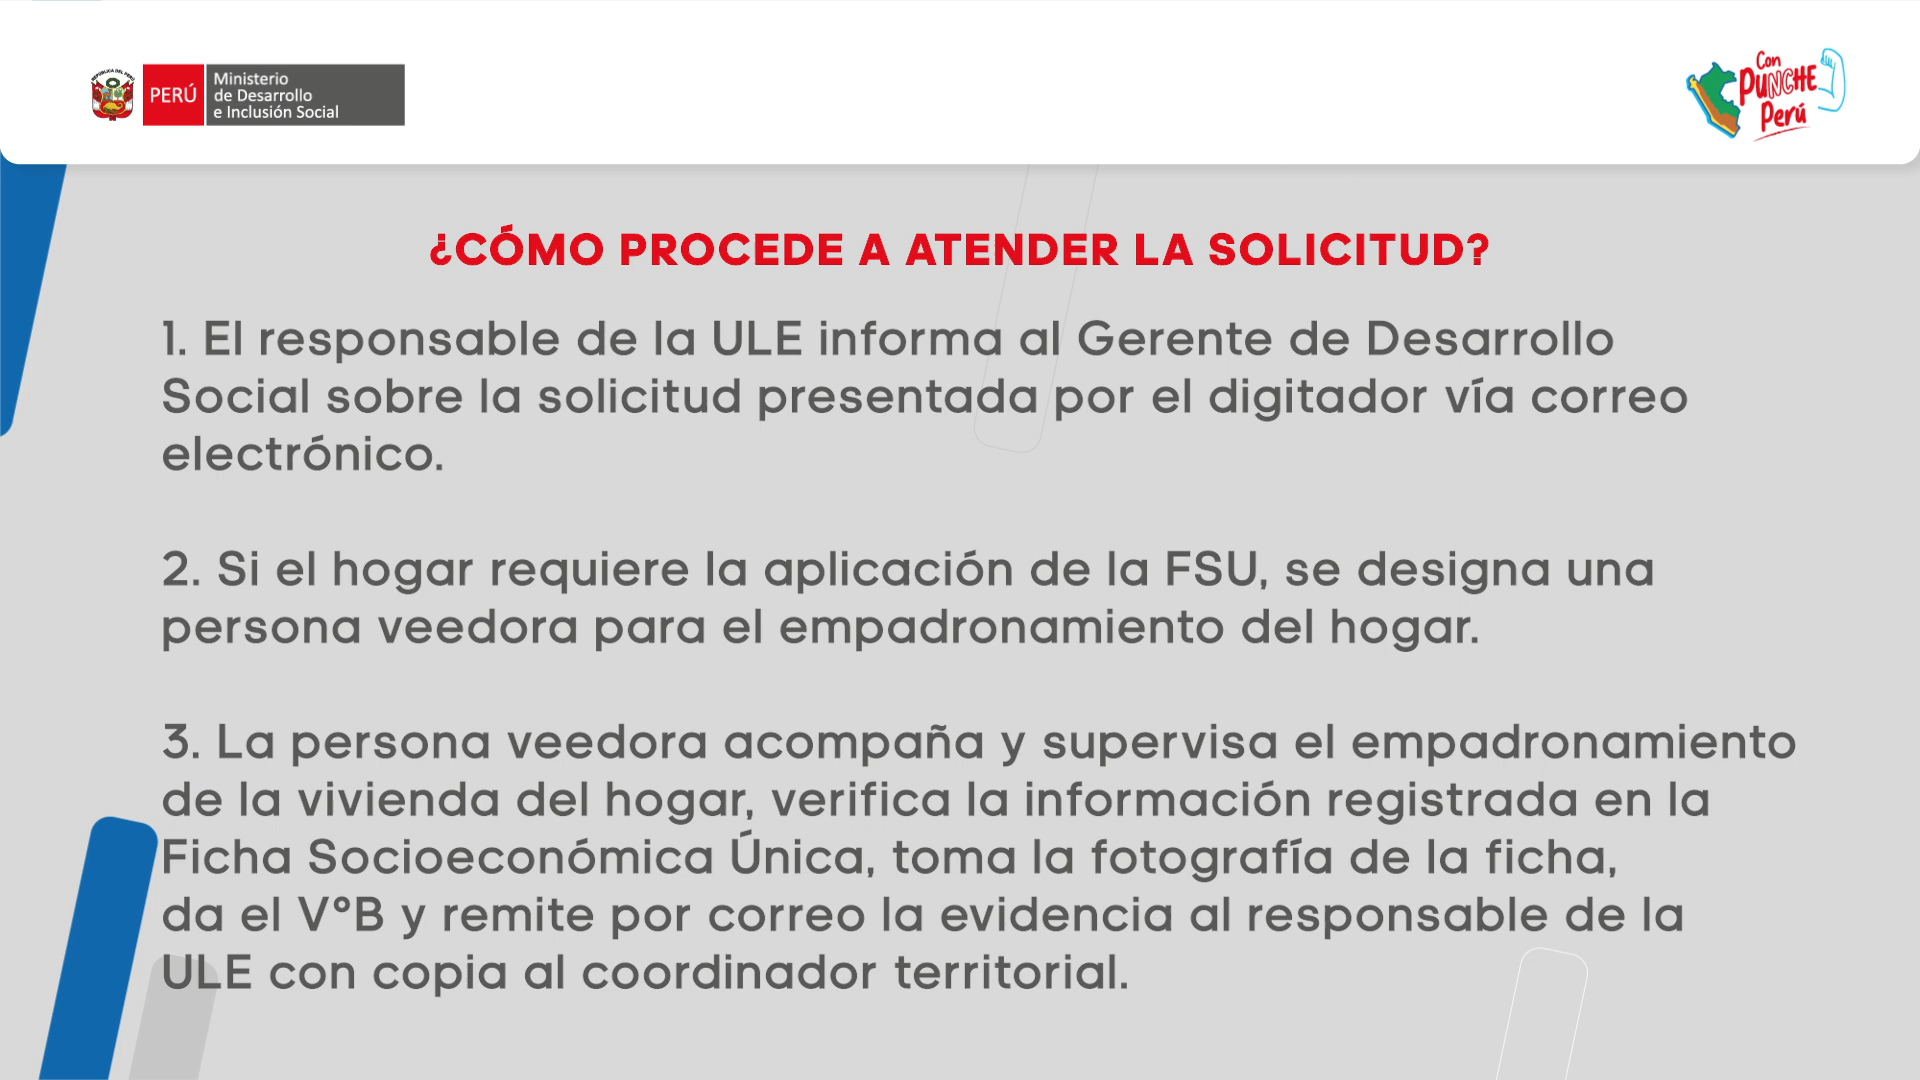 REPÚBLICA DEL PERÚ
PERÚ
Ministerio
de Desarrollo
e Inclusión Social
Con
PUNCHE
Perú
¿CÓMO PROCEDE A ATENDER LA SOLICITUD?
1. El responsable de la ULE informa al Gerente de Desarrollo
Social sobre la solicitud presentada por el digitador vía correo
electrónico.
2. Si el hogar requiere la aplicación de la FSU, se designa una
persona veedora para el empadronamiento del hogar.
3. La persona veedora acompaña y supervisa el empadronamiento
de la vivienda del hogar, verifica la información registrada en la
Ficha Socioeconómica Única, toma la fotografía de la ficha,
da el V°B y remite por correo la evidencia al responsable de la
ULE con copia al coordinador territorial.